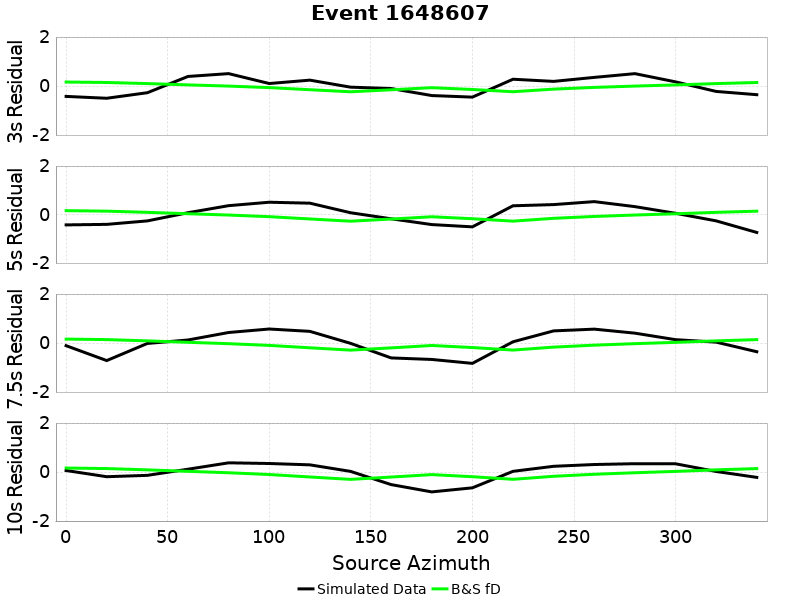 Event 1648607
3s Residual
2
0
-2
5s Residual
2
0
-2
7.5s Residual
2
0
-2
10s Residual
2
0
-2
0 50 100 150 200 250 300
Source Azimuth
Simulated Data B&S fD